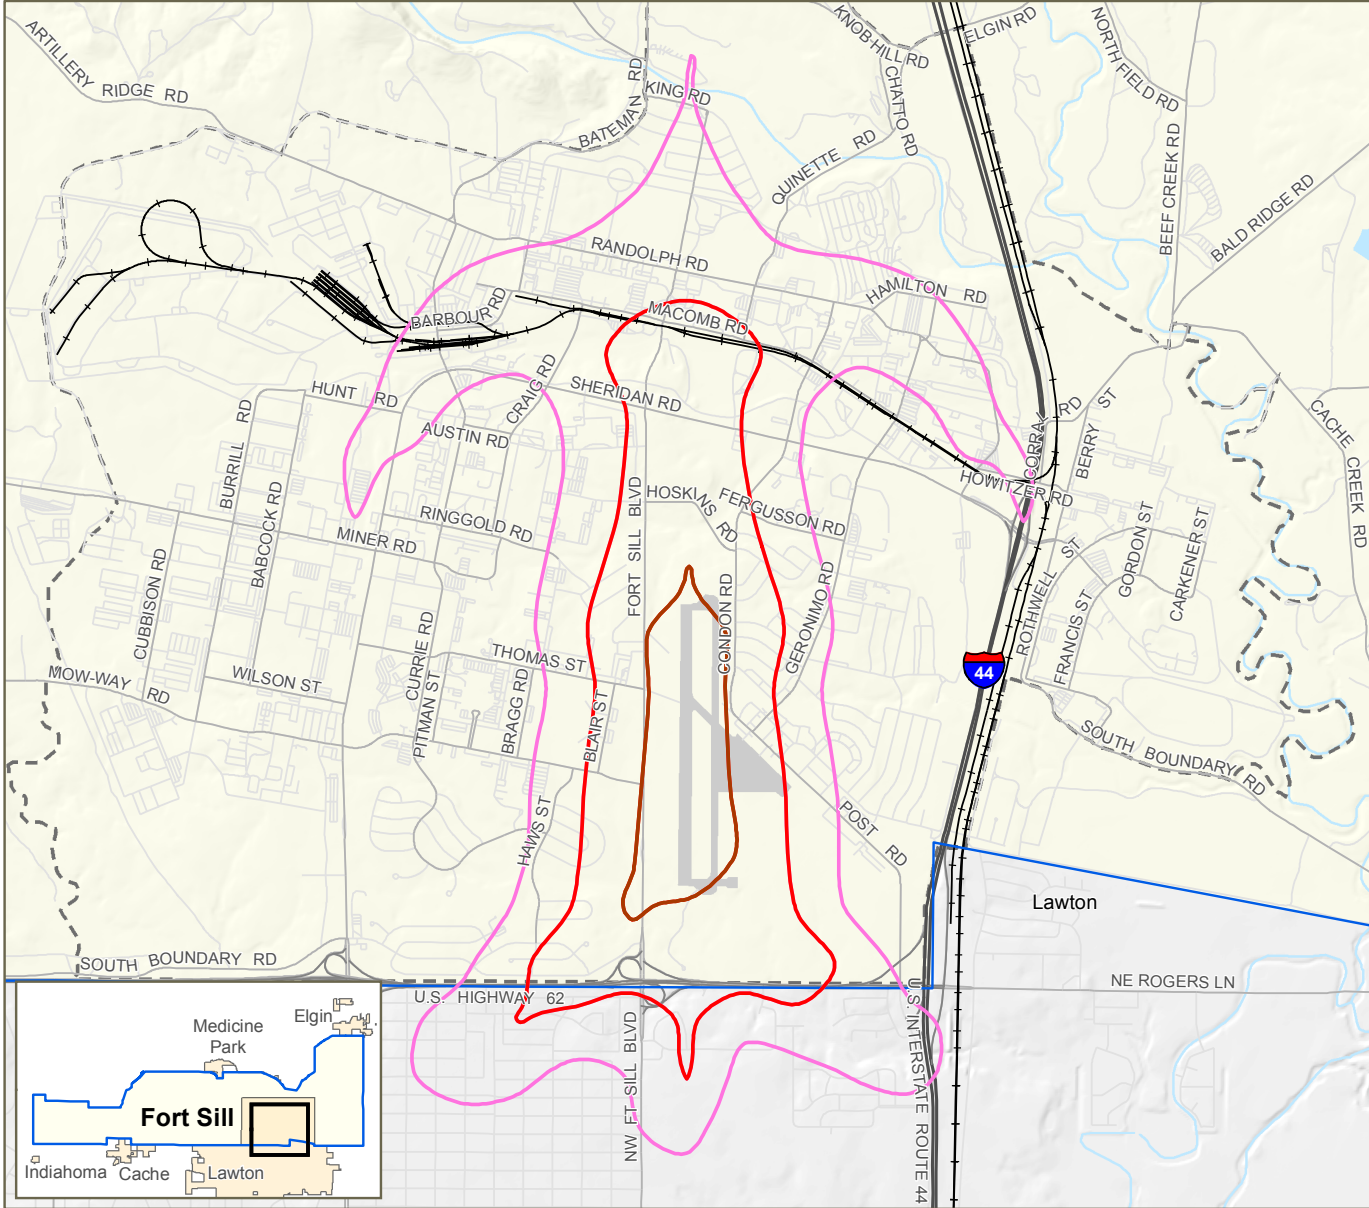 ARTILLERY RIDGE RD
KNOB HILL RD
ELGIN RD
NORTH FIELD RD
KING RD
BATEMAN RD
CHATTO RD
QUINETTE RD
BEEF CREEK RD
BALD RIDGE RD
RANDOLPH RD
HAMILTON RD
BARBOUR RD
MACOMB RD
HUNT RD
CRAIG RD
SHERIDAN RD
AUSTIN RD
CORRAL RD
BERRY ST
CACHE CREEK RD
BURRILL RD
BABCOCK RD
RINGGOLD RD
MINER RD
FORT SILL BLVD
HOSKINS RD
FERGUSSON RD
HOWITZER RD
CUBBISON RD
GORDON ST
CARKENER ST
ROTHWELL ST
FRANCIS ST
CONDON RD
GERONIMO RD
CURRIE RD
THOMAS ST
MOW-WAY RD
WILSON ST
PITMAN ST
BRAGG RD
BLAIR ST
44
SOUTH BOUNDARY RD
HAWS ST
POST RD
Lawton
SOUTH BOUNDARY RD
U.S. HIGHWAY 62
NE ROGERS LN
NW FT SILL BLVD
U.S. INTERSTATE ROUTE 44
Elgin
Medicine
Park
Fort Sill
Indiahoma
Cache
Lawton